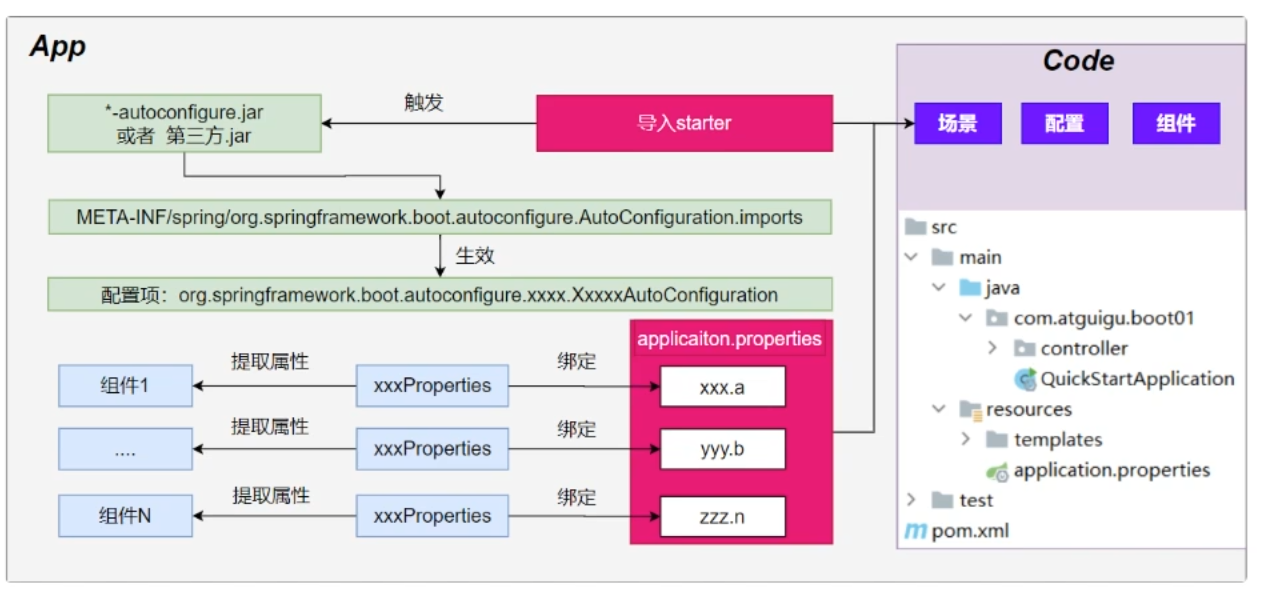 App
*-autoconfigure.jar
或者 第三方.jar
触发
导入starter
META-INF/spring/org.springframework.boot.autoconfigure.AutoConfiguration.imports
生效
配置项：org.springframework.boot.autoconfigure.xxxx.XxxxxAutoConfiguration
applicaiton.properties
组件1
提取属性
xxxProperties
绑定
xxx.a
....
提取属性
xxxProperties
绑定
yyy.b
组件N
提取属性
xxxProperties
绑定
zzz.n
Code
场景
配置
组件
src
main
java
com.atguigu.boot01
controller
QuickStartApplication
resources
templates
application.properties
test
pom.xml